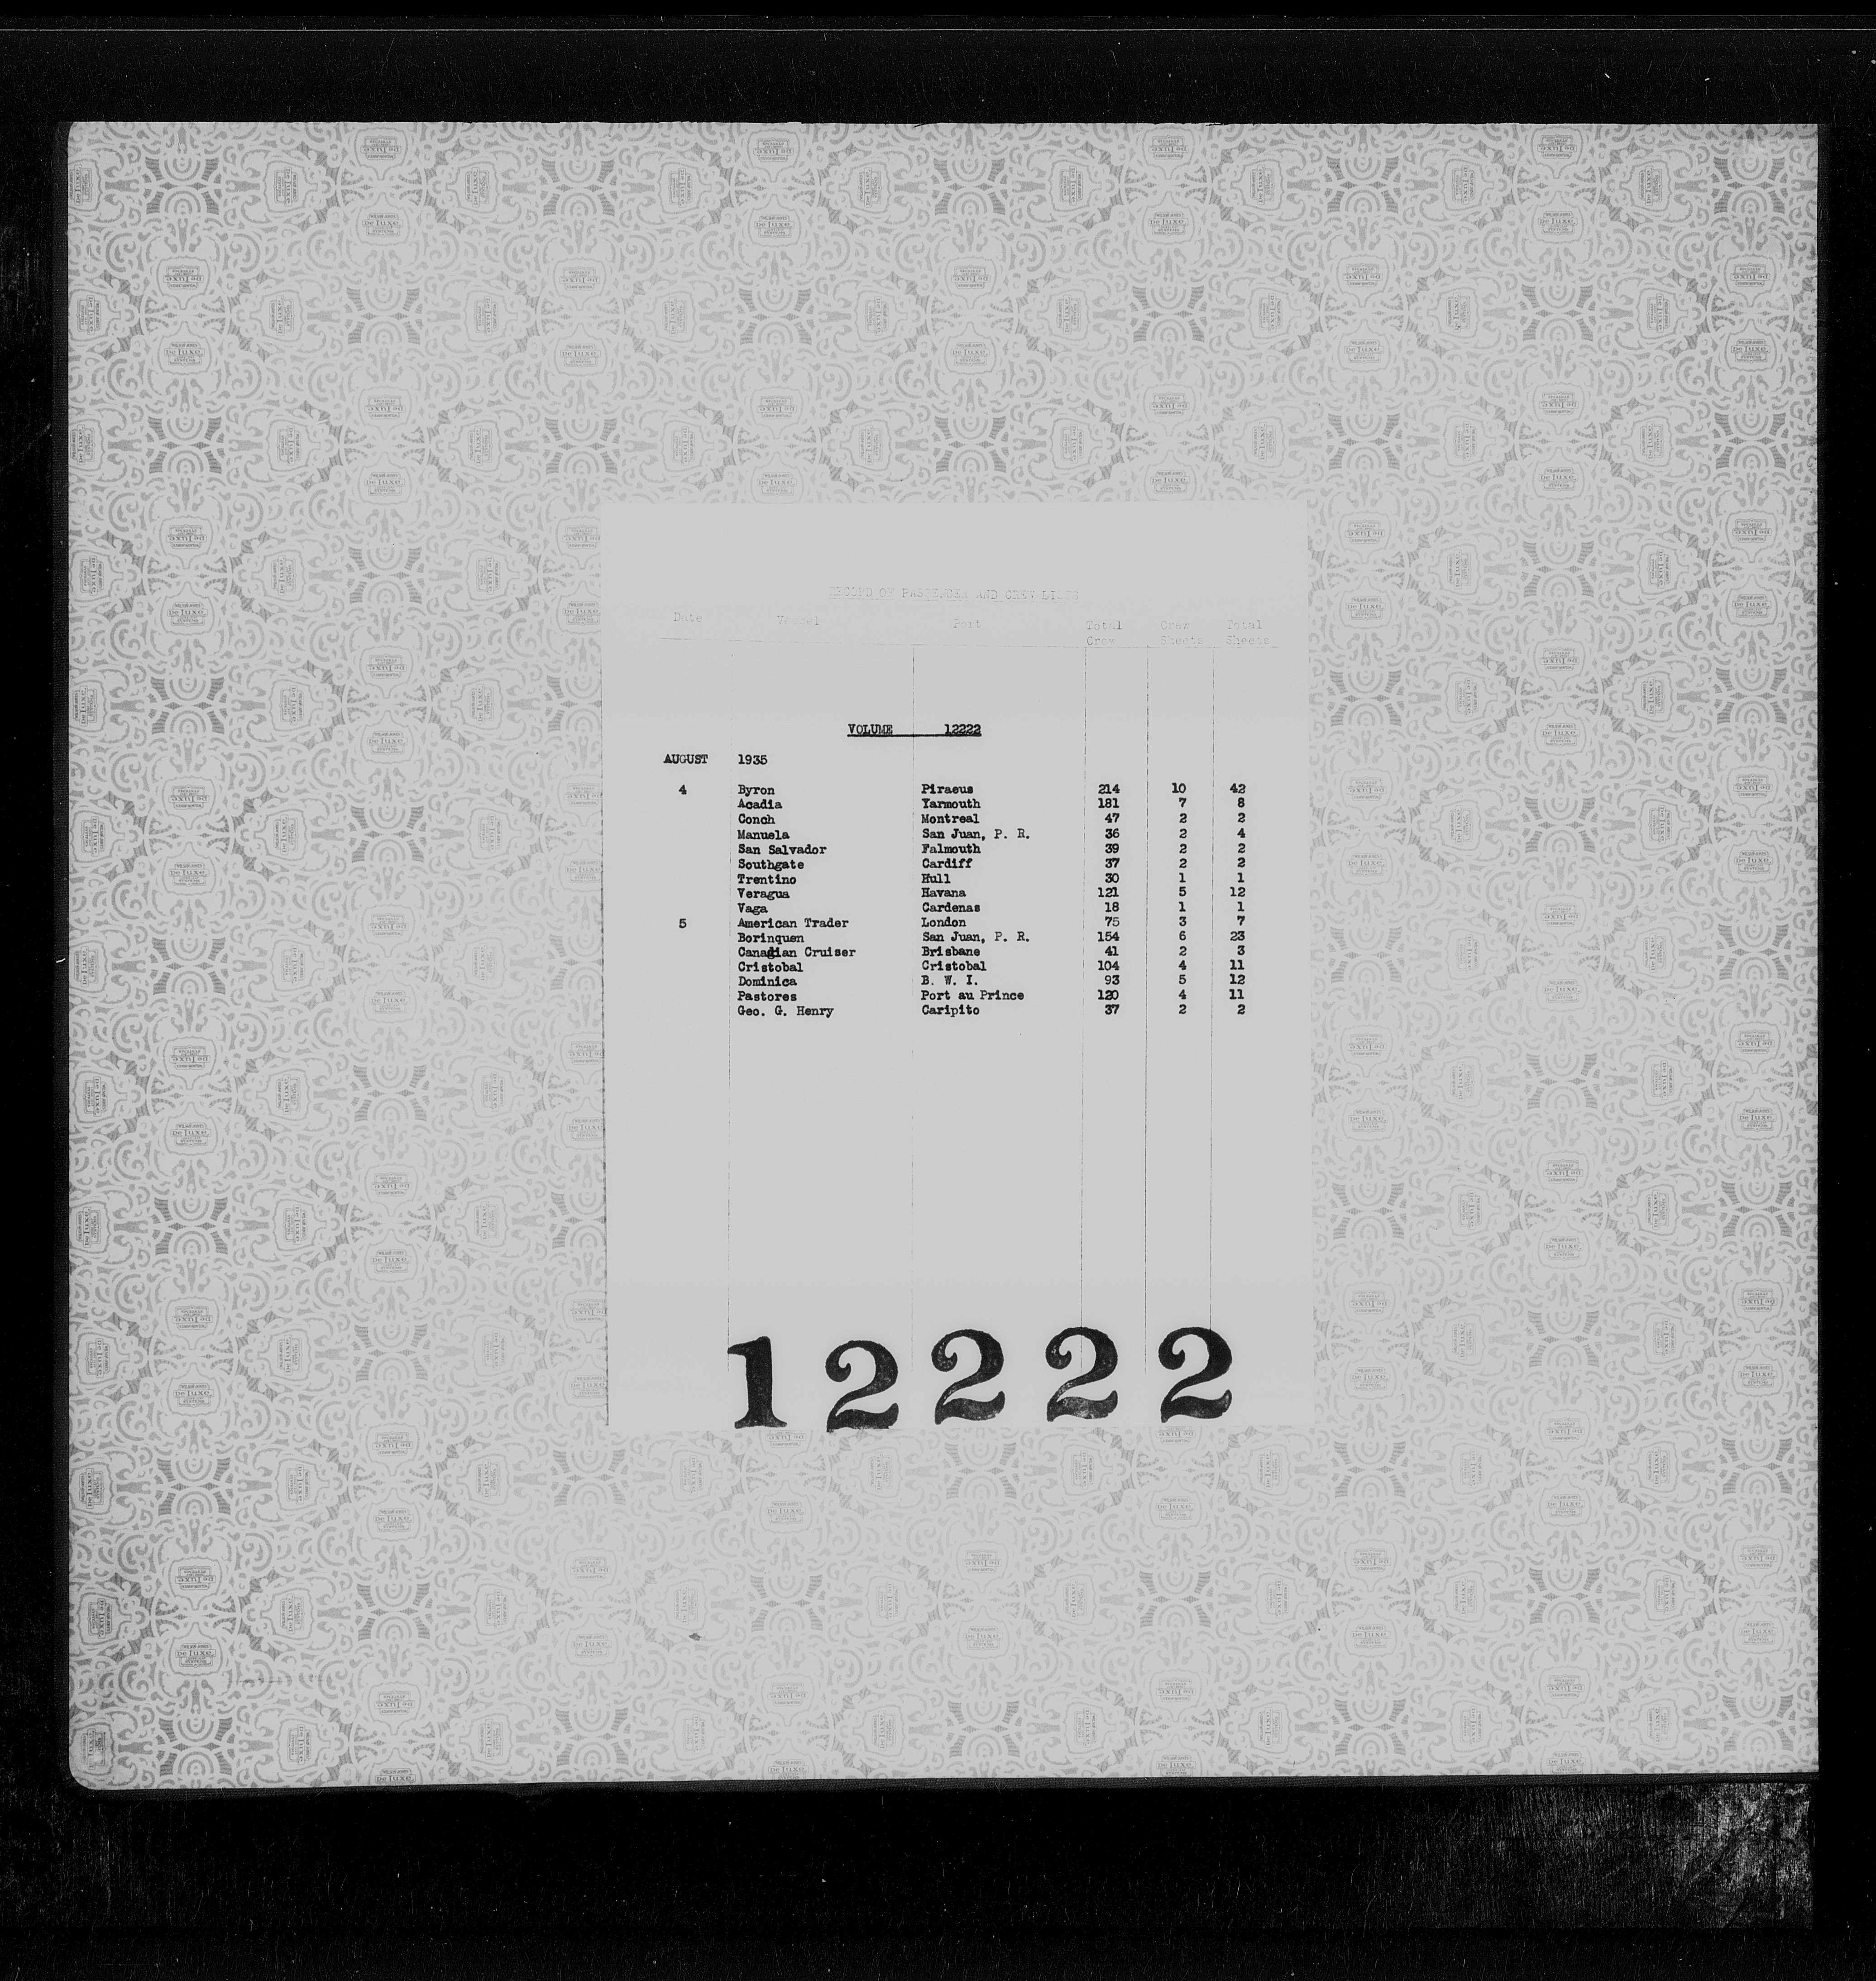 RECORD OF PASSENGER AND CREW LISTS
Date Vessel Port Total Crew Crew Sheets Total Sheets
VOLUME 12222
AUGUST 1935
4 Byron Piraeus 214 10 42
Acadia Yarmouth 181 7 8
Conch Montreal 47 2 2
Manuela San Juan, P. R. 36 2 4
San Salvador Falmouth 39 2 2
Southgate Cardiff 37 2 2
Trentino Hull 30 1 1
Veragua Havana 121 5 12
Vaga Cardenas 18 1 1
5 American Trader London 75 3 7
Borinquen San Juan, P. R. 154 6 23
Canadian Cruiser Brisbane 41 2 3
Cristobal Cristobal 104 4 11
Dominica B. W. I. 93 5 12
Pastores Port au Prince 120 4 11
Geo. G. Henry Caripito 37 2 2
12222